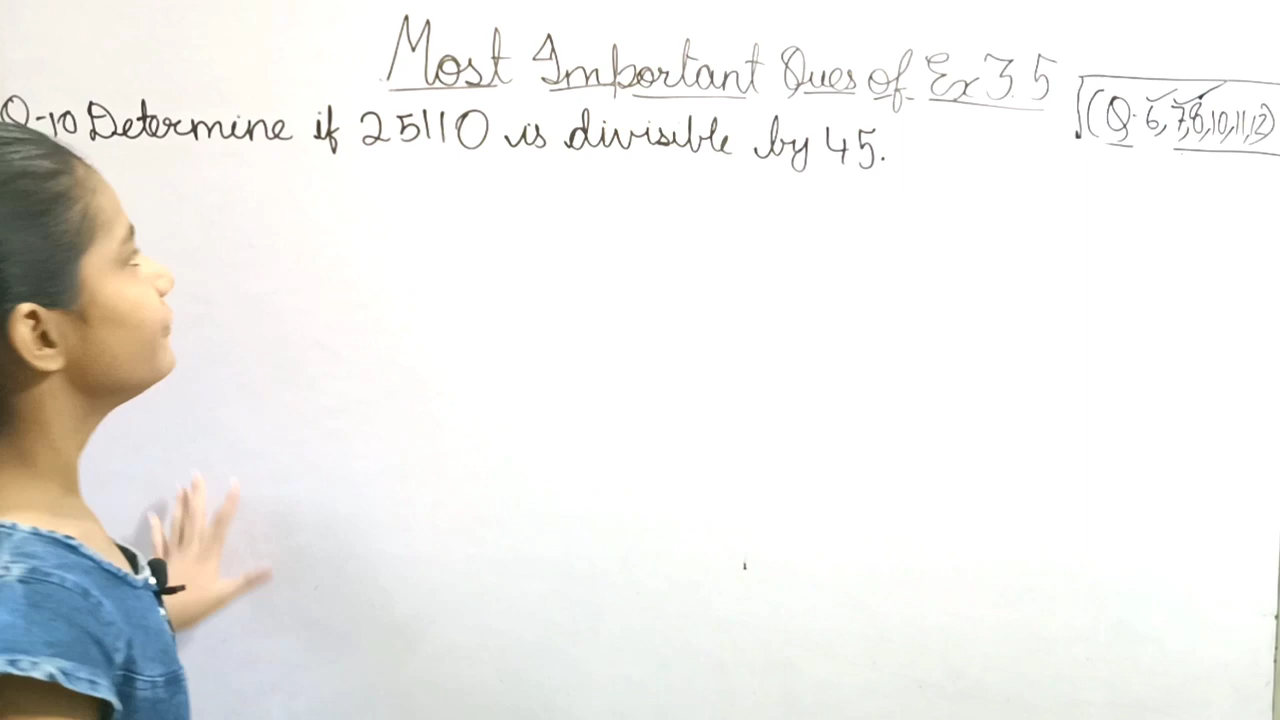 Most Important Ques of Ex 3.5
(Q. 6, 7,8,10,11,12)
Q-10 Determine if 25110 is divisible by 45.